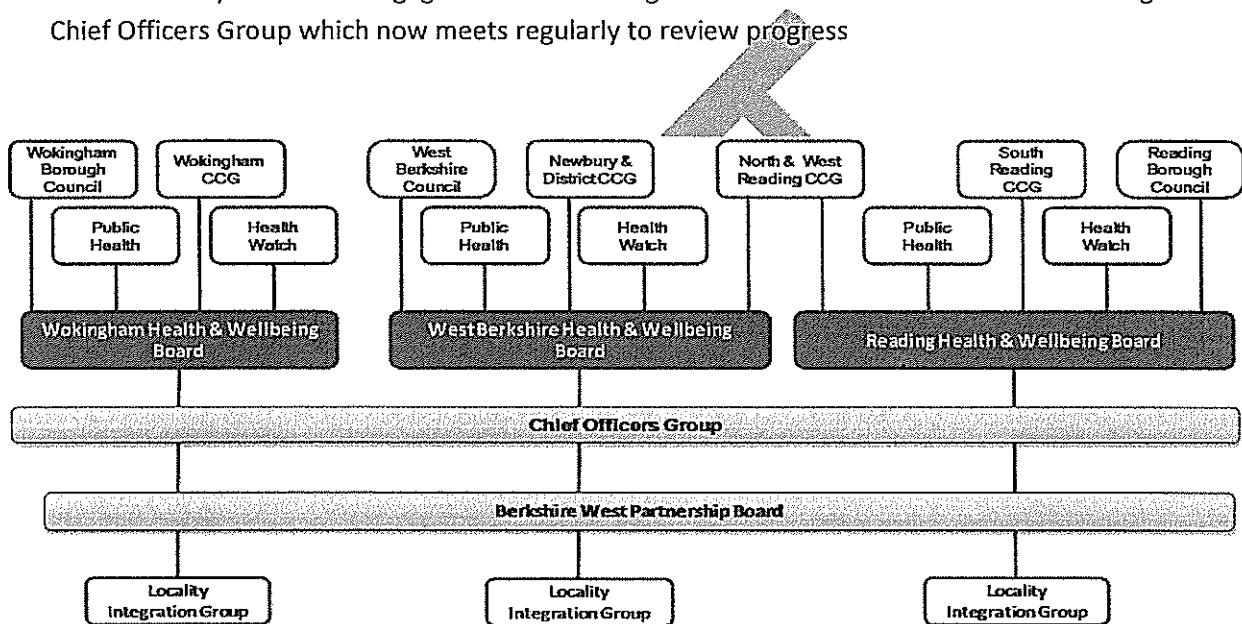 Chief Officers Group which now meets regularly to review progress
Wokingham
Borough
Council
Wokingham
CCG
West
Berkshire
Council
Newbury &
District CCG
North & West
Reading CCG
South
Reading
CCG
Reading
Borough
Council
Public
Health
Health
Watch
Public
Health
Health
Watch
Public
Health
Health
Watch
Wokingham Health & Wellbeing
Board
West Berkshire Health & Wellbeing
Board
Reading Health & Wellbeing Board
Chief Officers Group
Berkshire West Partnership Board
Locality
Integration Group
Locality
Integration Group
Locality
Integration Group